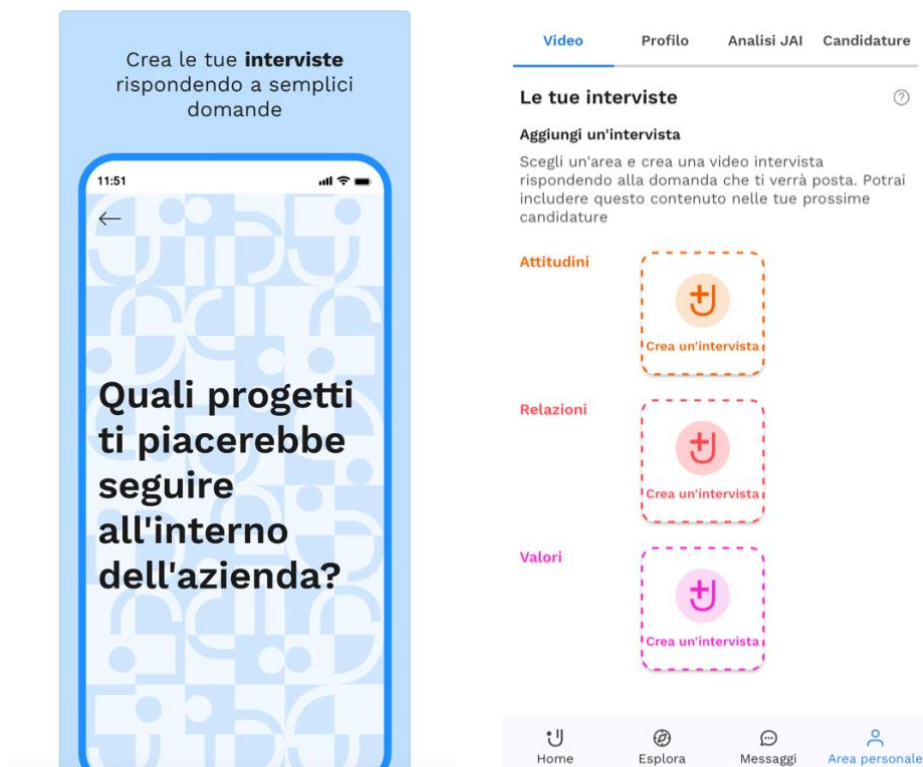 Crea le tue interviste
rispondendo a semplici
domande
11:51
Quali progetti
ti piacerebbe
seguire
all'interno
dell'azienda?
Video Profilo Analisi JAI Candidature
Le tue interviste
?
Aggiungi un'intervista
Scegli un'area e crea una video intervista
rispondendo alla domanda che ti verrà posta. Potrai
includere questo contenuto nelle tue prossime
candidature
Attitudini
Crea un'intervista
Relazioni
Crea un'intervista
Valori
Crea un'intervista
Home Esplora Messaggi Area personale